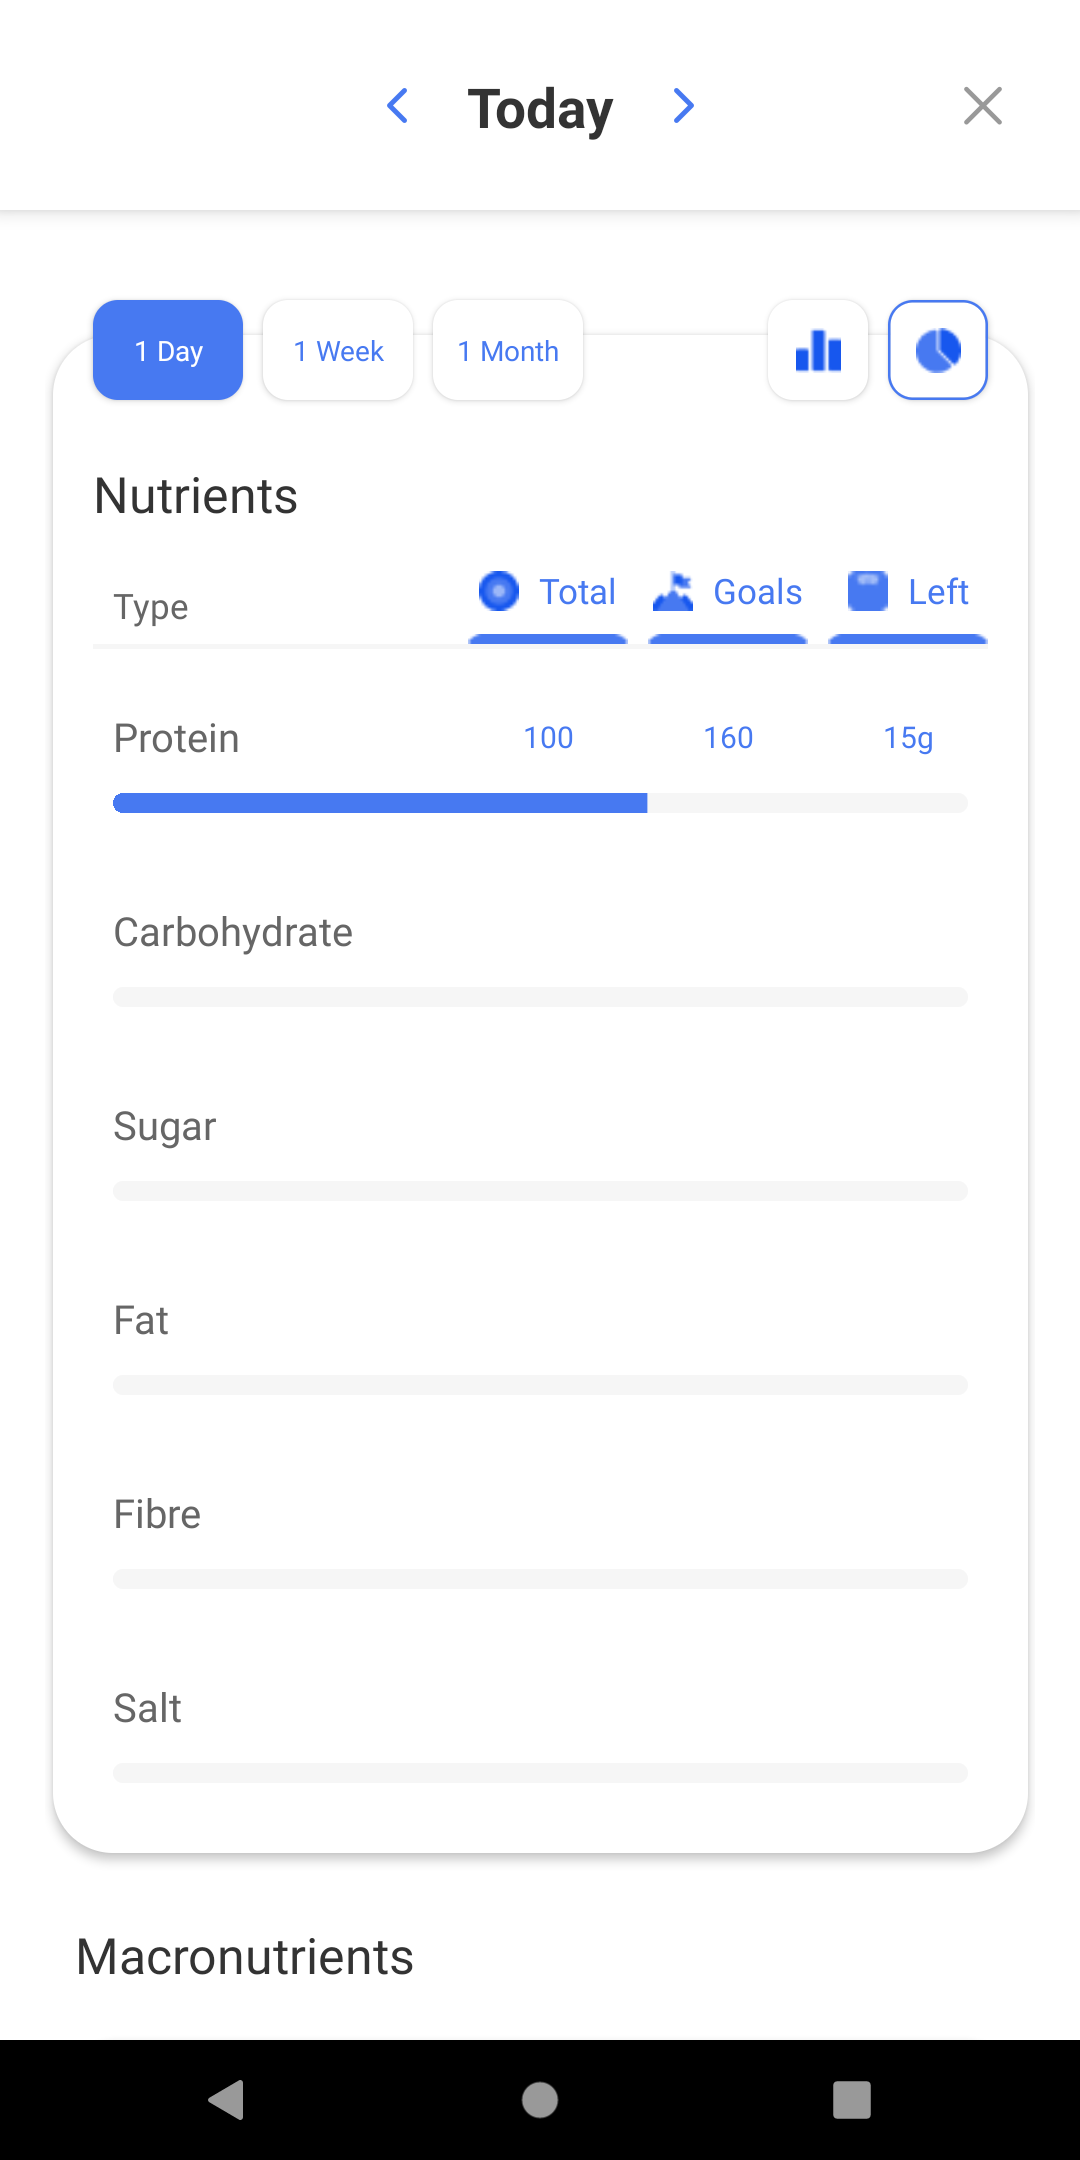 Today
1 Day 1 Week 1 Month
Nutrients
Type Total Goals Left
Protein 100 160 15g
Carbohydrate
Sugar
Fat
Fibre
Salt
Macronutrients